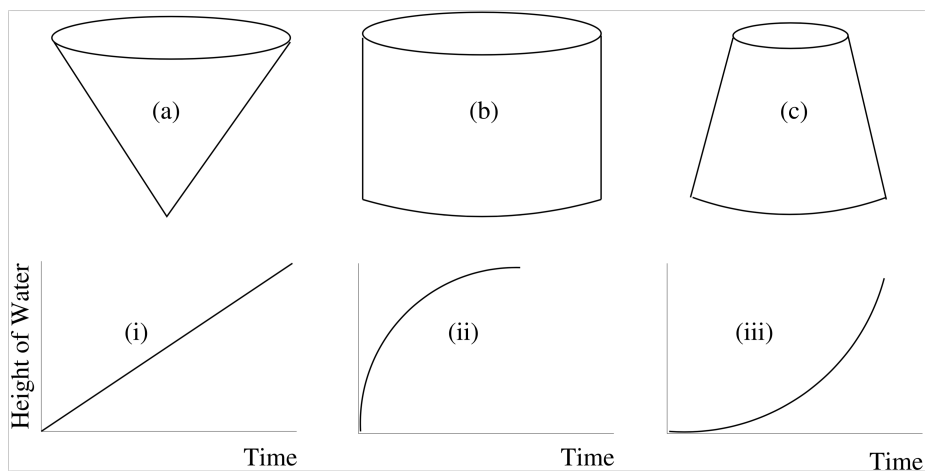 (a)
(b)
(c)
Height of Water
(i)
(ii)
(iii)
Time
Time
Time